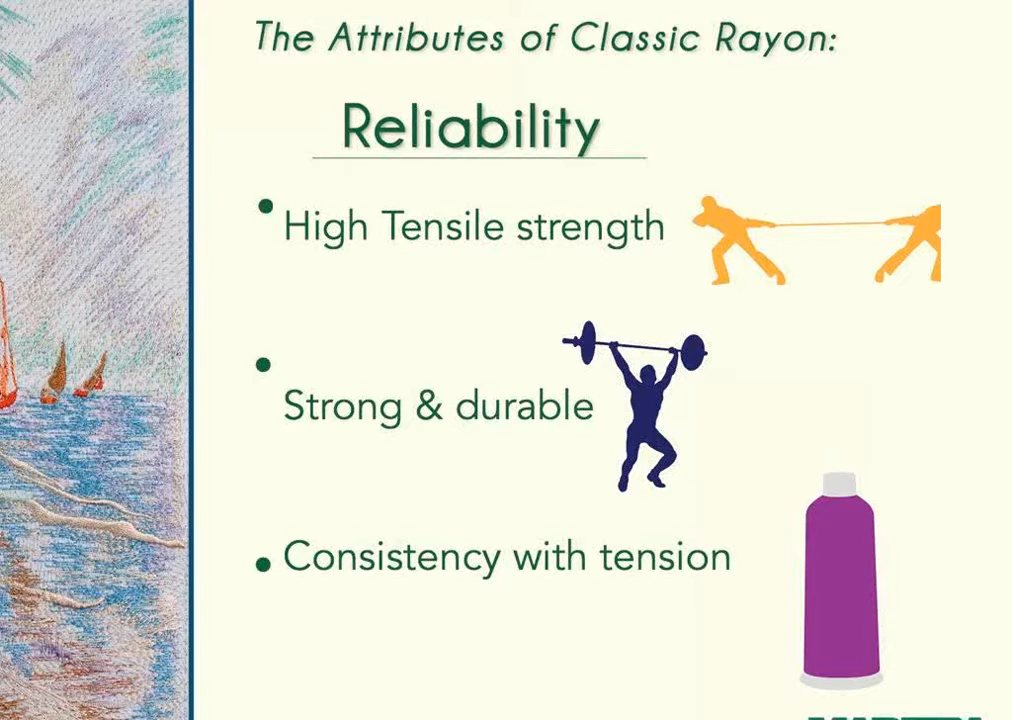 The Attributes of Classic Rayon:
Reliability
• High Tensile strength
• Strong & durable
• Consistency with tension